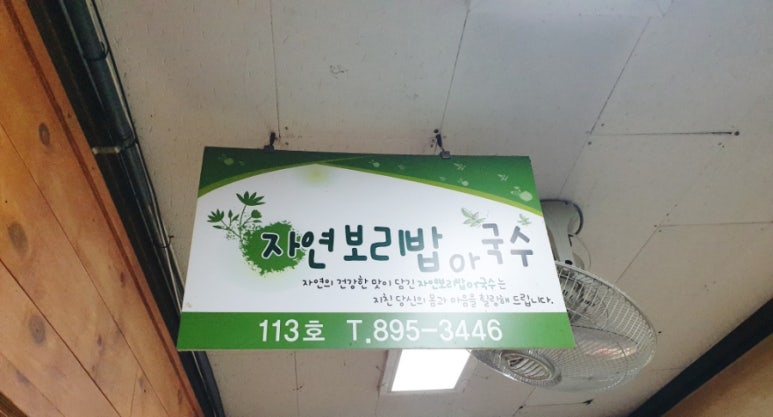 자연보리밥&국수
자연의 건강한 맛이 담긴 자연보리밥&국수는
지친 당신의 몸과 마음을 힐링해 드립니다.
113호 T.895-3446